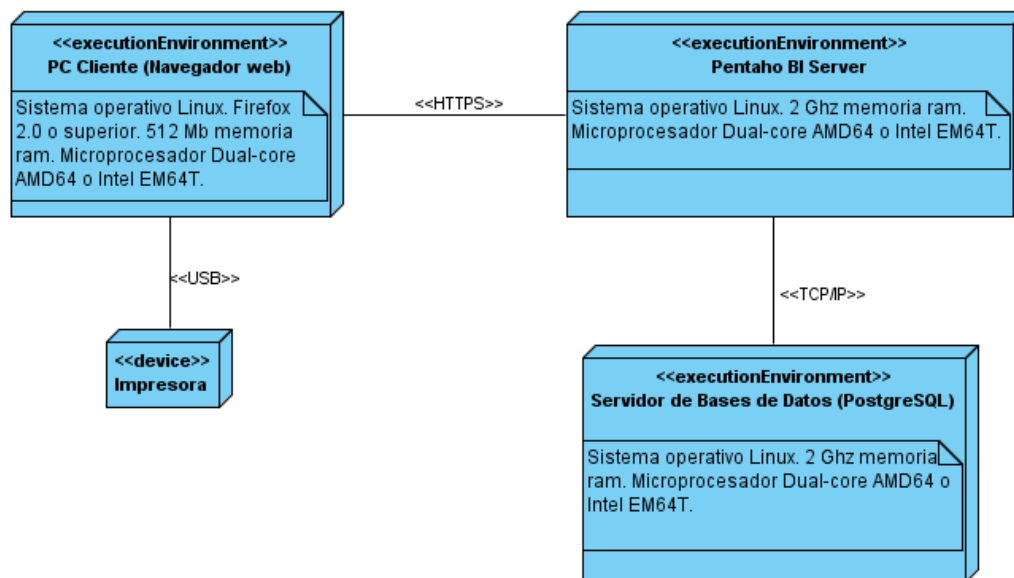 <<executionEnvironment>>
PC Cliente (Navegador web)
Sistema operativo Linux. Firefox
2.0 o superior. 512 Mb memoria
ram. Microprocesador Dual-core
AMD64 o Intel EM64T.
<<HTTPS>>
<<executionEnvironment>>
Pentaho BI Server
Sistema operativo Linux. 2 Ghz memoria ram.
Microprocesador Dual-core AMD64 o Intel EM64T.
<<USB>>
<<TCP/IP>>
<<device>>
Impresora
<<executionEnvironment>>
Servidor de Bases de Datos (PostgreSQL)
Sistema operativo Linux. 2 Ghz memoria
ram. Microprocesador Dual-core AMD64 o
Intel EM64T.